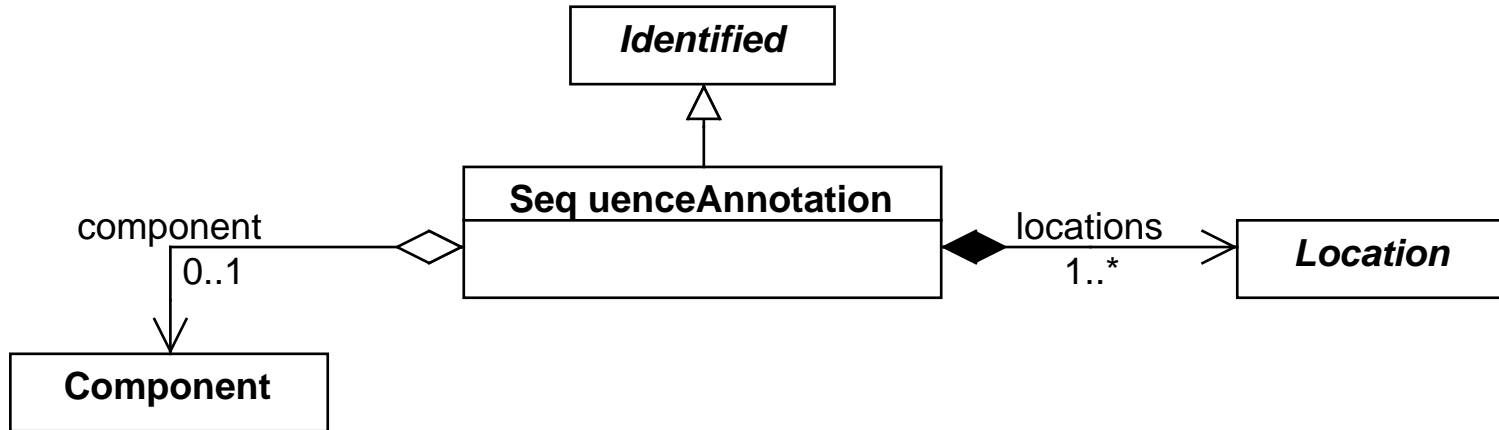 Identified
Seq uenceAnnotation
component
0..1
locations
1..*
Location
Component